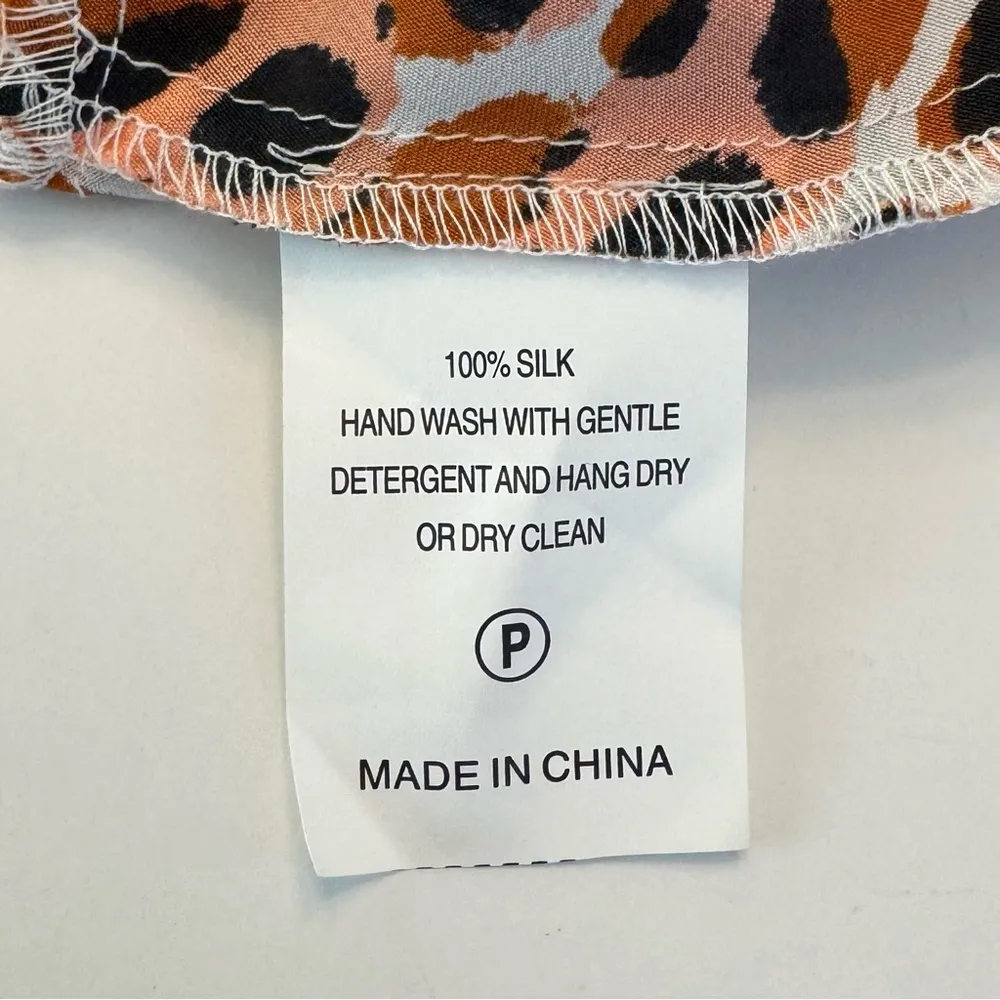 100% SILK
HAND WASH WITH GENTLE
DETERGENT AND HANG DRY
OR DRY CLEAN
P
MADE IN CHINA